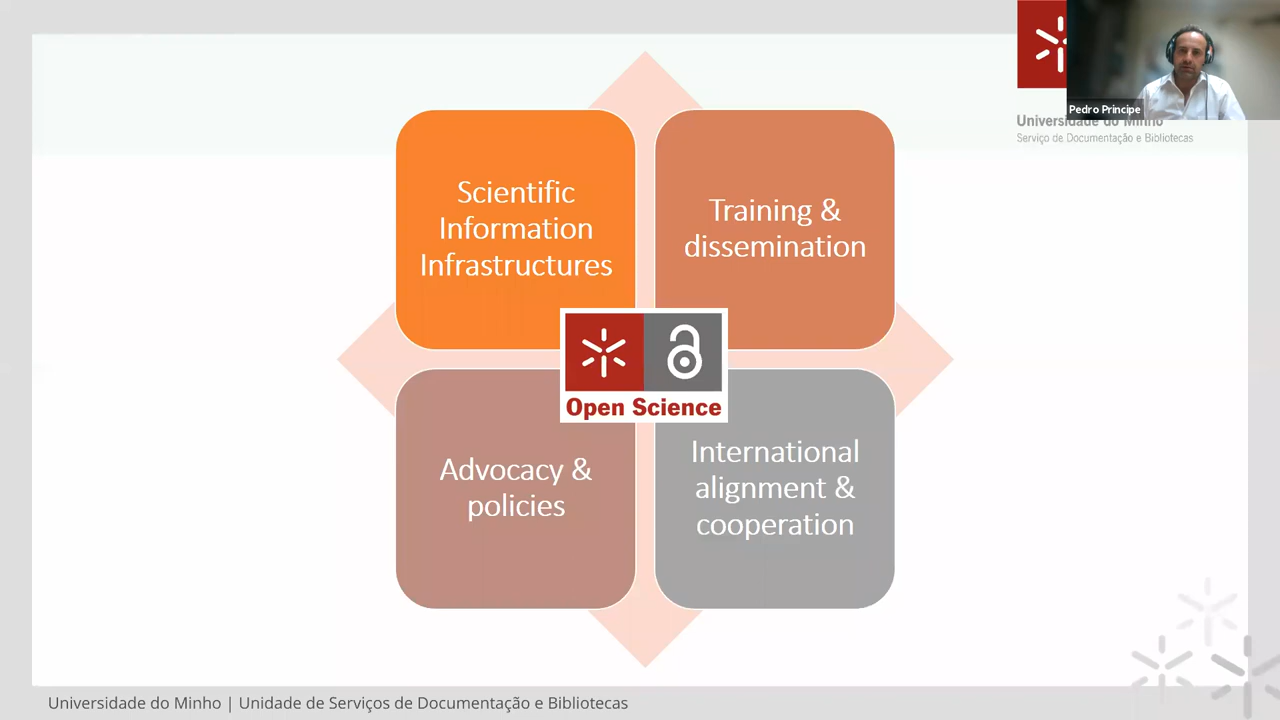 Scientific
Information
Infrastructures
Training &
dissemination
Pedro Principe
Universidade do Minho
Serviço de Documentação e Bibliotecas
Open Science
Advocacy &
policies
International
alignment &
cooperation
Universidade do Minho | Unidade de Serviços de Documentação e Bibliotecas